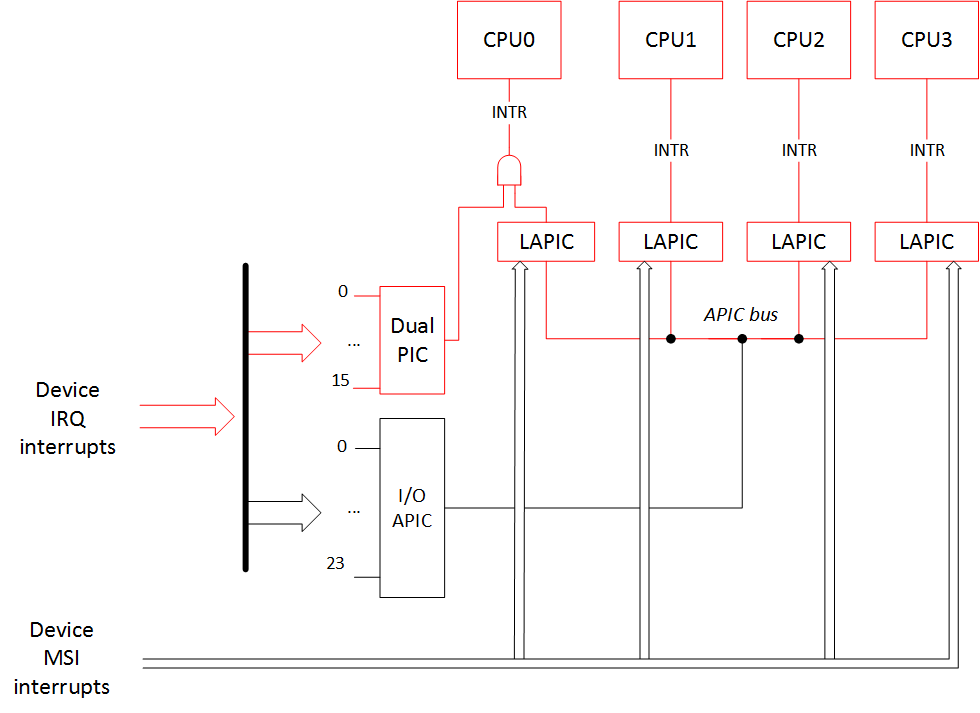 CPU0
CPU1
CPU2
CPU3
INTR
INTR
INTR
INTR
LAPIC
LAPIC
LAPIC
LAPIC
APIC bus
0
...
15
Dual
PIC
Device
IRQ
interrupts
0
...
23
I/O
APIC
Device
MSI
interrupts